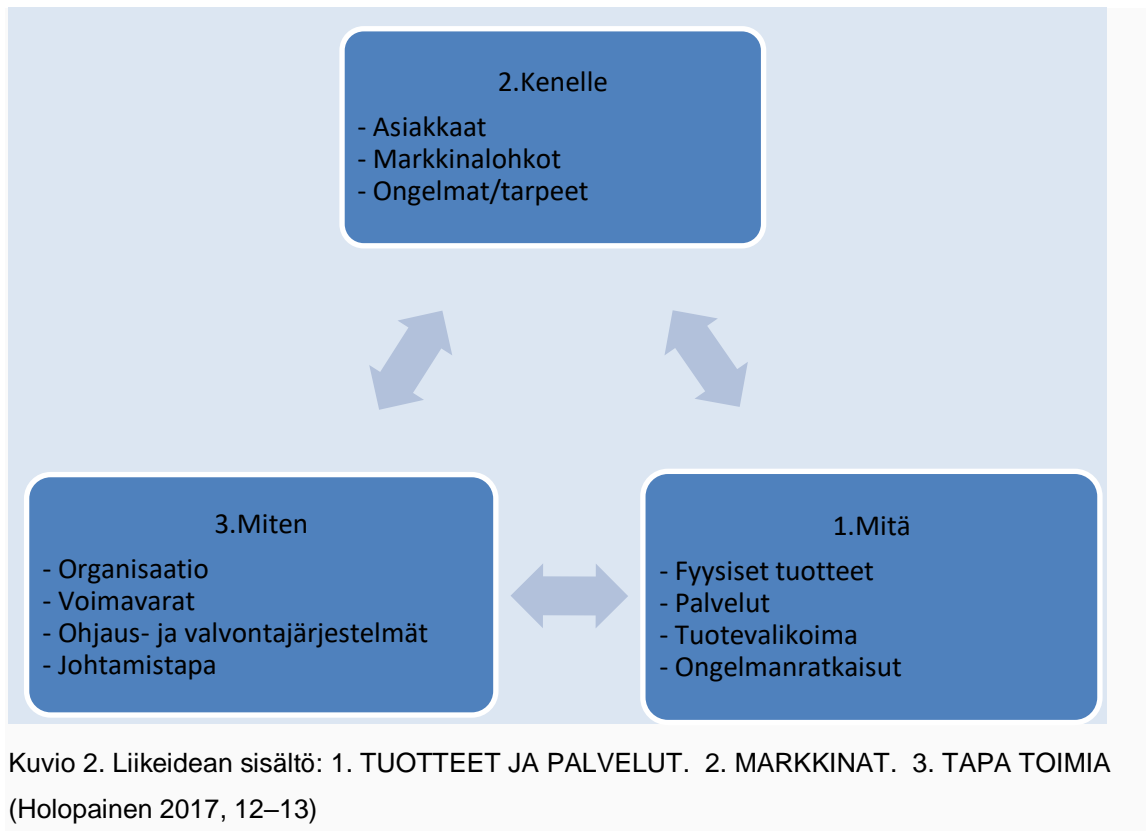 2.Kenelle
- Asiakkaat
- Markkinalohkot
- Ongelmat/tarpeet
3.Miten
- Organisaatio
- Voimavarat
- Ohjaus- ja valvontajärjestelmät
- Johtamistapa
1.Mitä
- Fyysiset tuotteet
- Palvelut
- Tuotevalikoima
- Ongelmanratkaisut
Kuvio 2. Liikeidean sisältö: 1. TUOTTEET JA PALVELUT. 2. MARKKINAT. 3. TAPA TOIMIA
(Holopainen 2017, 12–13)